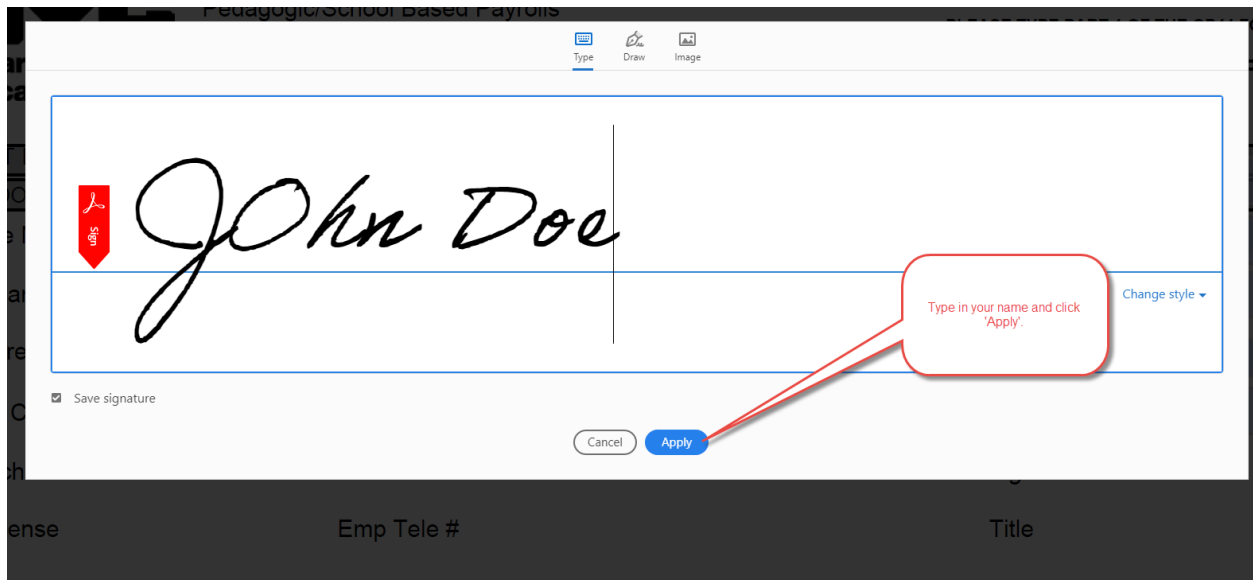 Pedagogic/School Based Payrolls
Type
Draw
Image
Sign
JOhn Doe
Type in your name and click
'Apply'.
Change style
Save signature
Cancel
Apply
Emp Tele #
Title